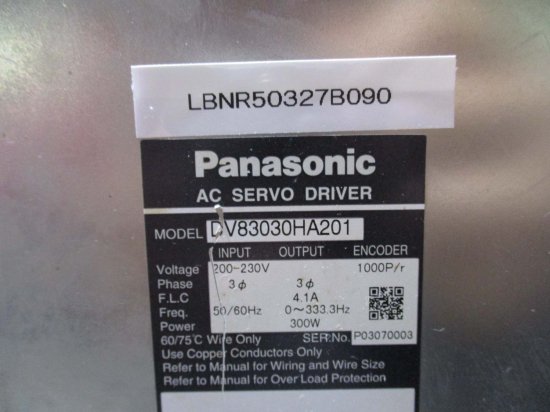 LBNR50327B090
Panasonic
AC SERVO DRIVER
MODEL DV83030HA201
INPUT OUTPUT ENCODER
Voltage 200-230V 1000P/r
Phase 3φ 3φ
F.L.C 4.1A
Freq. 50/60Hz 0～333.3Hz
Power 300W
60/75℃ Wire Only SER.No. P03070003
Use Copper Conductors Only
Refer to Manual for Wiring and Wire Size
Refer to Manual for Over Load Protection